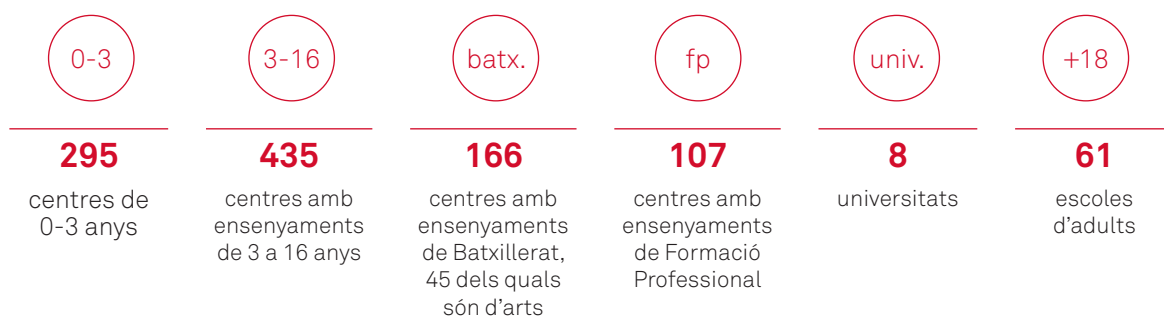 0-3
295
centres de
0-3 anys
3-16
435
centres amb
ensenyaments
de 3 a 16 anys
batx.
166
centres amb
ensenyaments
de Batxillerat,
45 dels quals
són d’arts
fp
107
centres amb
ensenyaments
de Formació
Professional
univ.
8
universitats
+18
61
escoles
d’adults